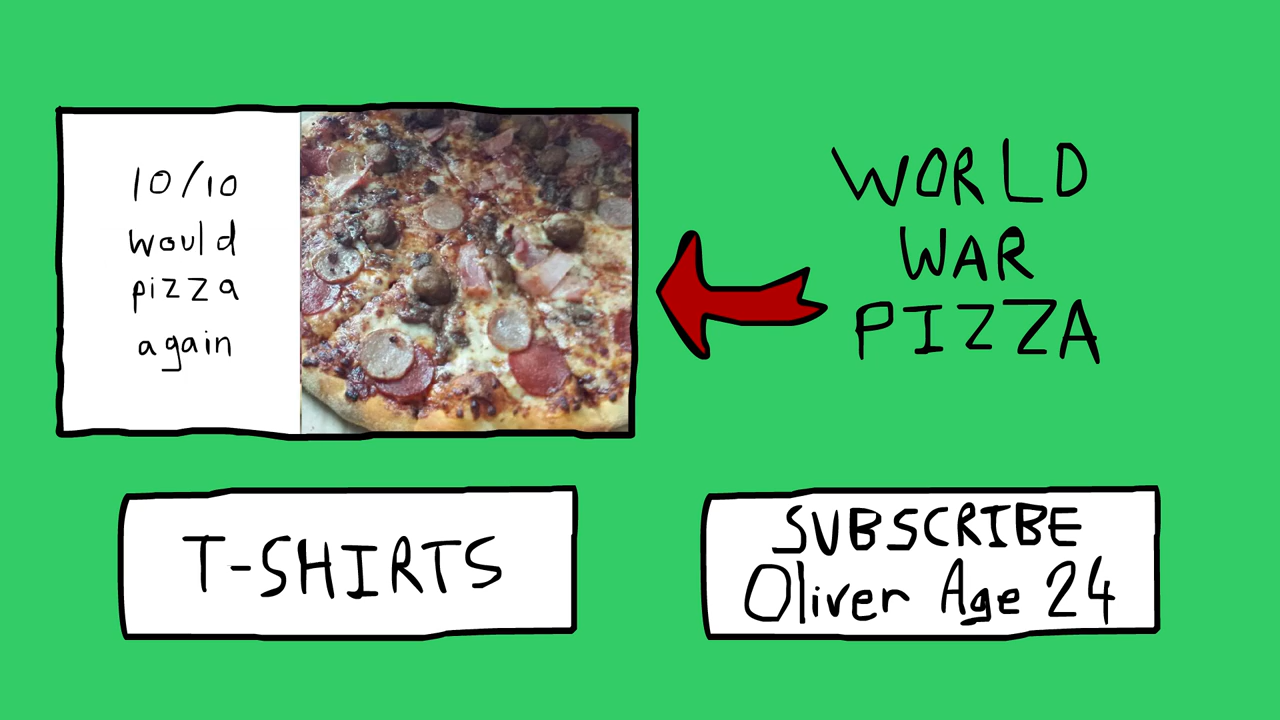 10/10
would
pizza
again
WORLD
WAR
PIZZA
T-SHIRTS
SUBSCRIBE
Oliver Age 24